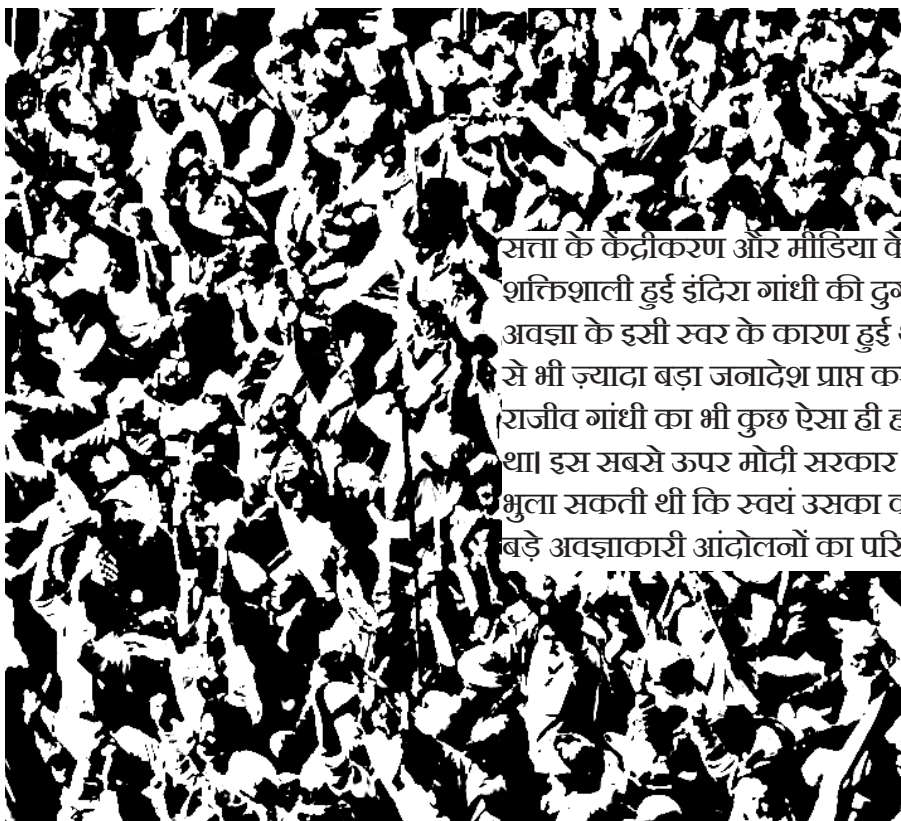 सत्ता के केंद्रीकरण और मीडिया के
शक्तिशाली हुई इंदिरा गांधी की
अवज्ञा के इसी स्वर के कारण हुई
से भी ज़्यादा बड़ा जनादेश प्राप्त
राजीव गांधी का भी कुछ ऐसा ही
था। इस सबसे ऊपर मोदी सरकार
भुला सकती थी कि स्वयं उसका
बड़े अवज्ञाकारी आंदोलनों का